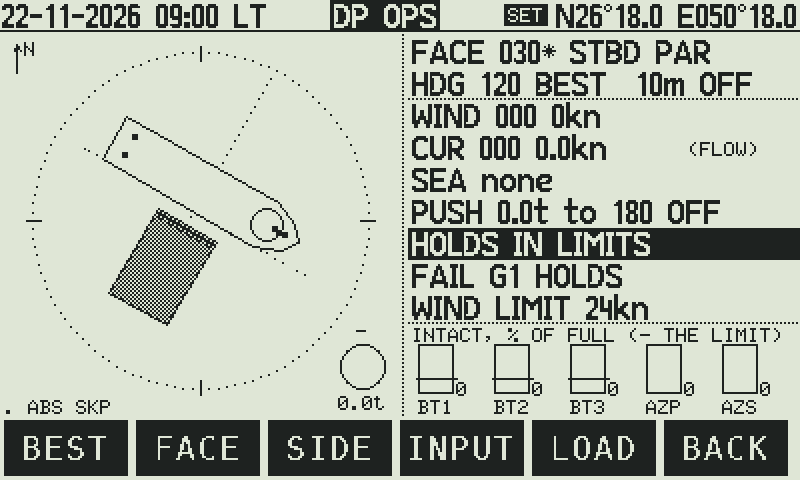 22-11-2026 09:00 LT DP OPS SET N26°18.0 E050°18.0
N
FACE 030* STBD PAR
HDG 120 BEST 10m OFF
WIND 000 0kn
CUR 000 0.0kn (FLOW)
SEA none
PUSH 0.0t to 180 OFF
HOLDS IN LIMITS
FAIL G1 HOLDS
WIND LIMIT 24kn
INTACT, % OF FULL (- THE LIMIT)
0 0 0 0 0
BT1 BT2 BT3 AZP AZS
0.0t
. ABS SKP
BEST FACE SIDE INPUT LOAD BACK